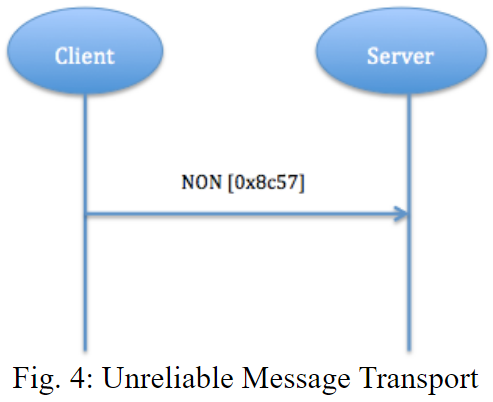 Client
Server
NON [0x8c57]
Fig. 4: Unreliable Message Transport